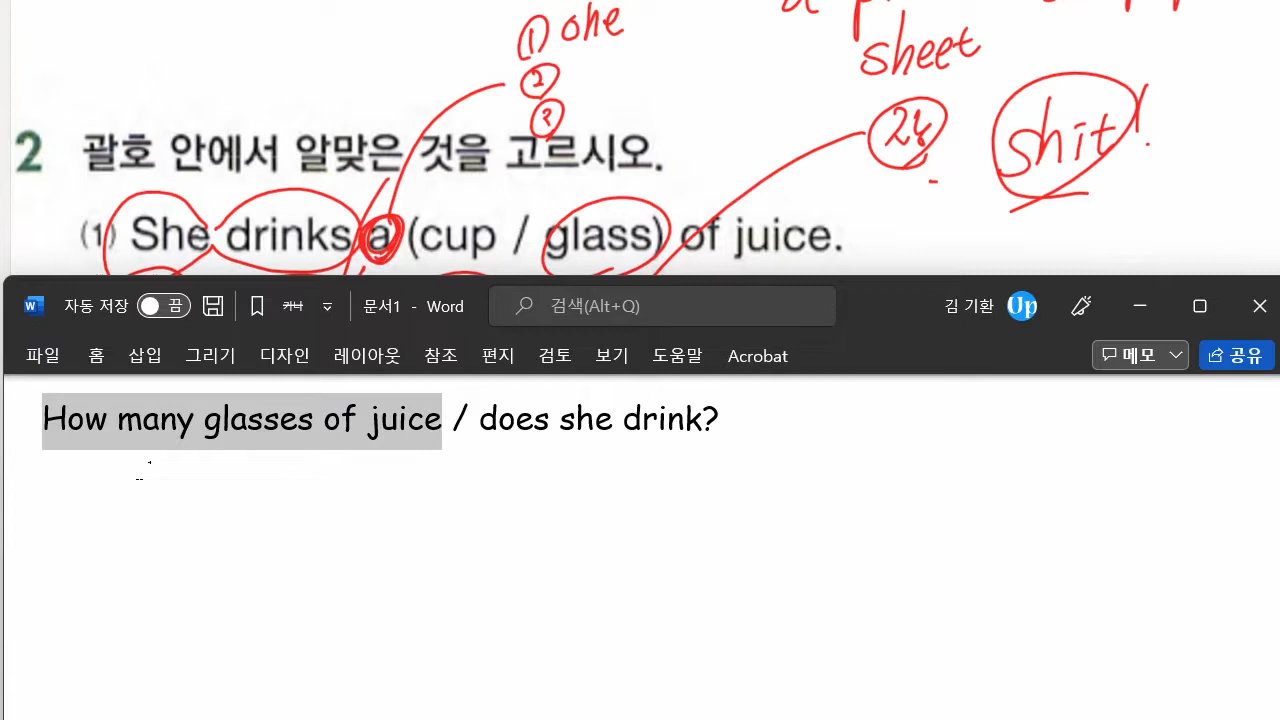 ① one
②
③
sheet
shit!
2 괄호 안에서 알맞은 것을 고르시오.
(1) She drinks a (cup / glass) of juice.
자동 저장 끔 가나 문서1 - Word 검색(Alt+Q) 김 기환 Up
파일 홈 삽입 그리기 디자인 레이아웃 참조 편지 검토 보기 도움말 Acrobat 메모 공유
How many glasses of juice / does she drink?